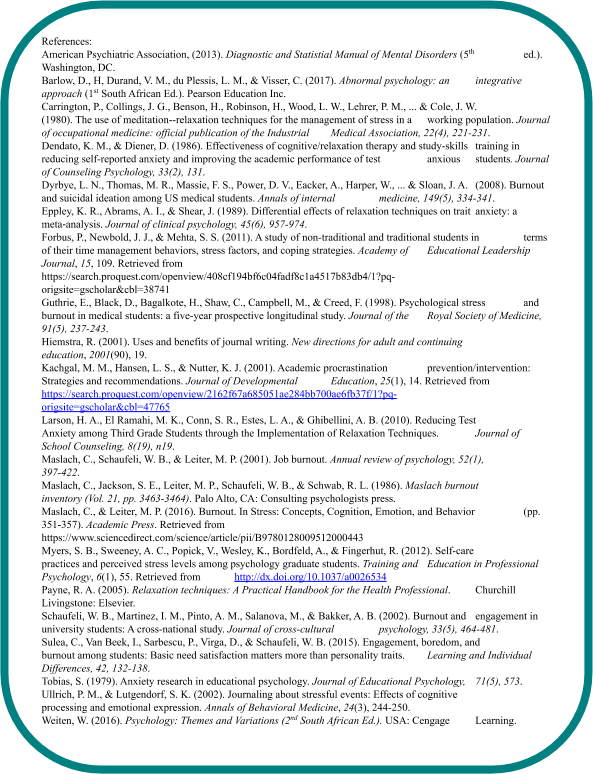 References:
American Psychiatric Association, (2013). Diagnostic and Statistial Manual of Mental Disorders (5th ed.).
Washington, DC.
Barlow, D., H, Durand, V. M., du Plessis, L. M., & Visser, C. (2017). Abnormal psychology: an integrative
approach (1st South African Ed.). Pearson Education Inc.
Carrington, P., Collings, J. G., Benson, H., Robinson, H., Wood, L. W., Lehrer, P. M., ... & Cole, J. W.
(1980). The use of meditation--relaxation techniques for the management of stress in a working population. Journal
of occupational medicine: official publication of the Industrial Medical Association, 22(4), 221-231.
Dendato, K. M., & Diener, D. (1986). Effectiveness of cognitive/relaxation therapy and study-skills training in
reducing self-reported anxiety and improving the academic performance of test anxious students. Journal
of Counseling Psychology, 33(2), 131.
Dyrbye, L. N., Thomas, M. R., Massie, F. S., Power, D. V., Eacker, A., Harper, W., ... & Sloan, J. A. (2008). Burnout
and suicidal ideation among US medical students. Annals of internal medicine, 149(5), 334-341.
Eppley, K. R., Abrams, A. I., & Shear, J. (1989). Differential effects of relaxation techniques on trait anxiety: a
meta-analysis. Journal of clinical psychology, 45(6), 957-974.
Forbus, P., Newbold, J. J., & Mehta, S. S. (2011). A study of non-traditional and traditional students in terms
of their time management behaviors, stress factors, and coping strategies. Academy of Educational Leadership
Journal, 15, 109. Retrieved from
https://search.proquest.com/openview/408cf194bf6c04fadf8c1a4517b83db4/1?pq-
origsite=gscholar&cbl=38741
Guthrie, E., Black, D., Bagalkote, H., Shaw, C., Campbell, M., & Creed, F. (1998). Psychological stress and
burnout in medical students: a five-year prospective longitudinal study. Journal of the Royal Society of Medicine,
91(5), 237-243.
Hiemstra, R. (2001). Uses and benefits of journal writing. New directions for adult and continuing
education, 2001(90), 19.
Kachgal, M. M., Hansen, L. S., & Nutter, K. J. (2001). Academic procrastination prevention/intervention:
Strategies and recommendations. Journal of Developmental Education, 25(1), 14. Retrieved from
https://search.proquest.com/openview/2162f67a685051ae284bb700ae6fb37f/1?pq-
origsite=gscholar&cbl=47765
Larson, H. A., El Ramahi, M. K., Conn, S. R., Estes, L. A., & Ghibellini, A. B. (2010). Reducing Test
Anxiety among Third Grade Students through the Implementation of Relaxation Techniques. Journal of
School Counseling, 8(19), n19.
Maslach, C., Schaufeli, W. B., & Leiter, M. P. (2001). Job burnout. Annual review of psychology, 52(1),
397-422.
Maslach, C., Jackson, S. E., Leiter, M. P., Schaufeli, W. B., & Schwab, R. L. (1986). Maslach burnout
inventory (Vol. 21, pp. 3463-3464). Palo Alto, CA: Consulting psychologists press.
Maslach, C., & Leiter, M. P. (2016). Burnout. In Stress: Concepts, Cognition, Emotion, and Behavior (pp.
351-357). Academic Press. Retrieved from
https://www.sciencedirect.com/science/article/pii/B9780128009512000443
Myers, S. B., Sweeney, A. C., Popick, V., Wesley, K., Bordfeld, A., & Fingerhut, R. (2012). Self-care
practices and perceived stress levels among psychology graduate students. Training and Education in Professional
Psychology, 6(1), 55. Retrieved from http://dx.doi.org/10.1037/a0026534
Payne, R. A. (2005). Relaxation techniques: A Practical Handbook for the Health Professional. Churchill
Livingstone: Elsevier.
Schaufeli, W. B., Martinez, I. M., Pinto, A. M., Salanova, M., & Bakker, A. B. (2002). Burnout and engagement in
university students: A cross-national study. Journal of cross-cultural psychology, 33(5), 464-481.
Sulea, C., Van Beek, I., Sarbescu, P., Virga, D., & Schaufeli, W. B. (2015). Engagement, boredom, and
burnout among students: Basic need satisfaction matters more than personality traits. Learning and Individual
Differences, 42, 132-138.
Tobias, S. (1979). Anxiety research in educational psychology. Journal of Educational Psychology, 71(5), 573.
Ullrich, P. M., & Lutgendorf, S. K. (2002). Journaling about stressful events: Effects of cognitive
processing and emotional expression. Annals of Behavioral Medicine, 24(3), 244-250.
Weiten, W. (2016). Psychology: Themes and Variations (2nd South African Ed.). USA: Cengage Learning.